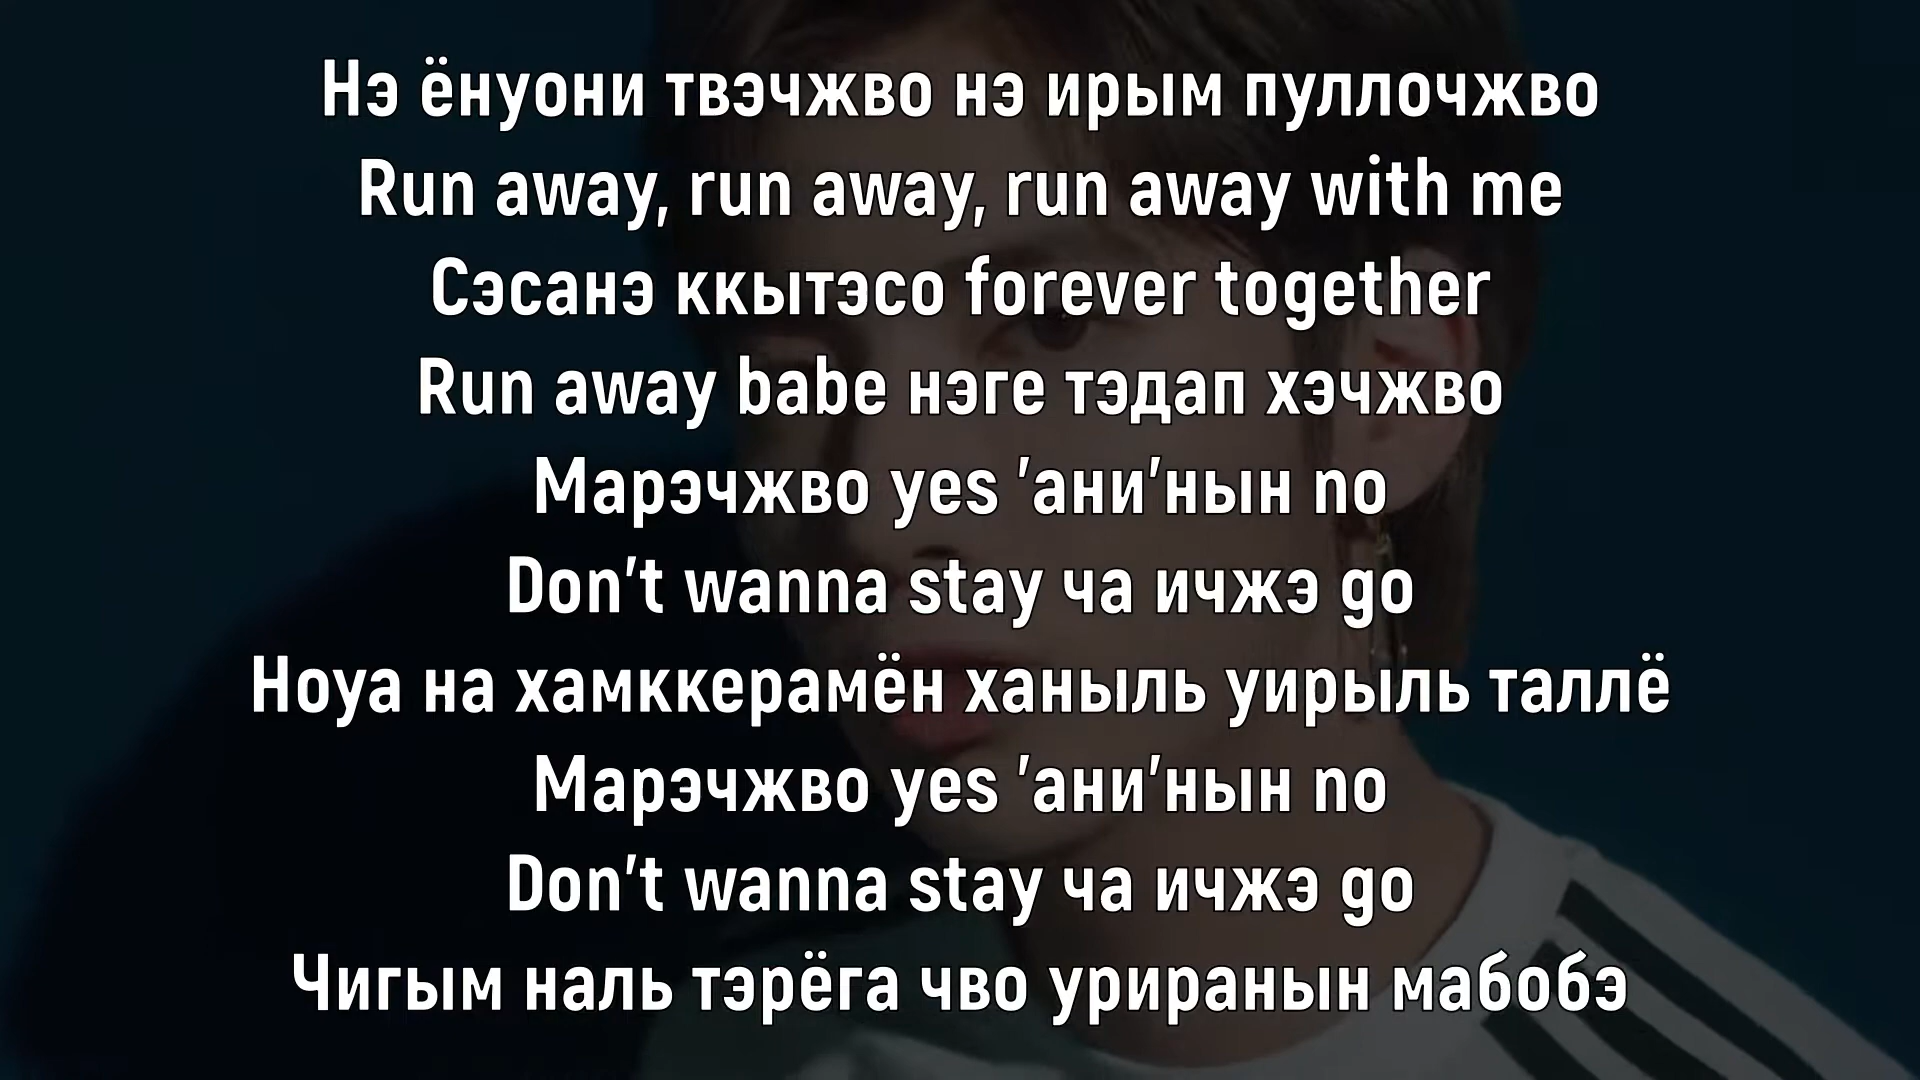 Нэ ёнуони твэчжво нэ ирым пуллочжво
Run away, run away, run away with me
Сэсанэ ккытэсо forever together
Run away babe нэге тэдап хэчжво
Марэчжво yes 'ани'нын no
Don't wanna stay ча ичжэ go
Ноуа на хамккерамён ханыль уирыль таллё
Марэчжво yes 'ани'нын no
Don't wanna stay ча ичжэ go
Чигым наль тэрёга чво уриранын мабобэ